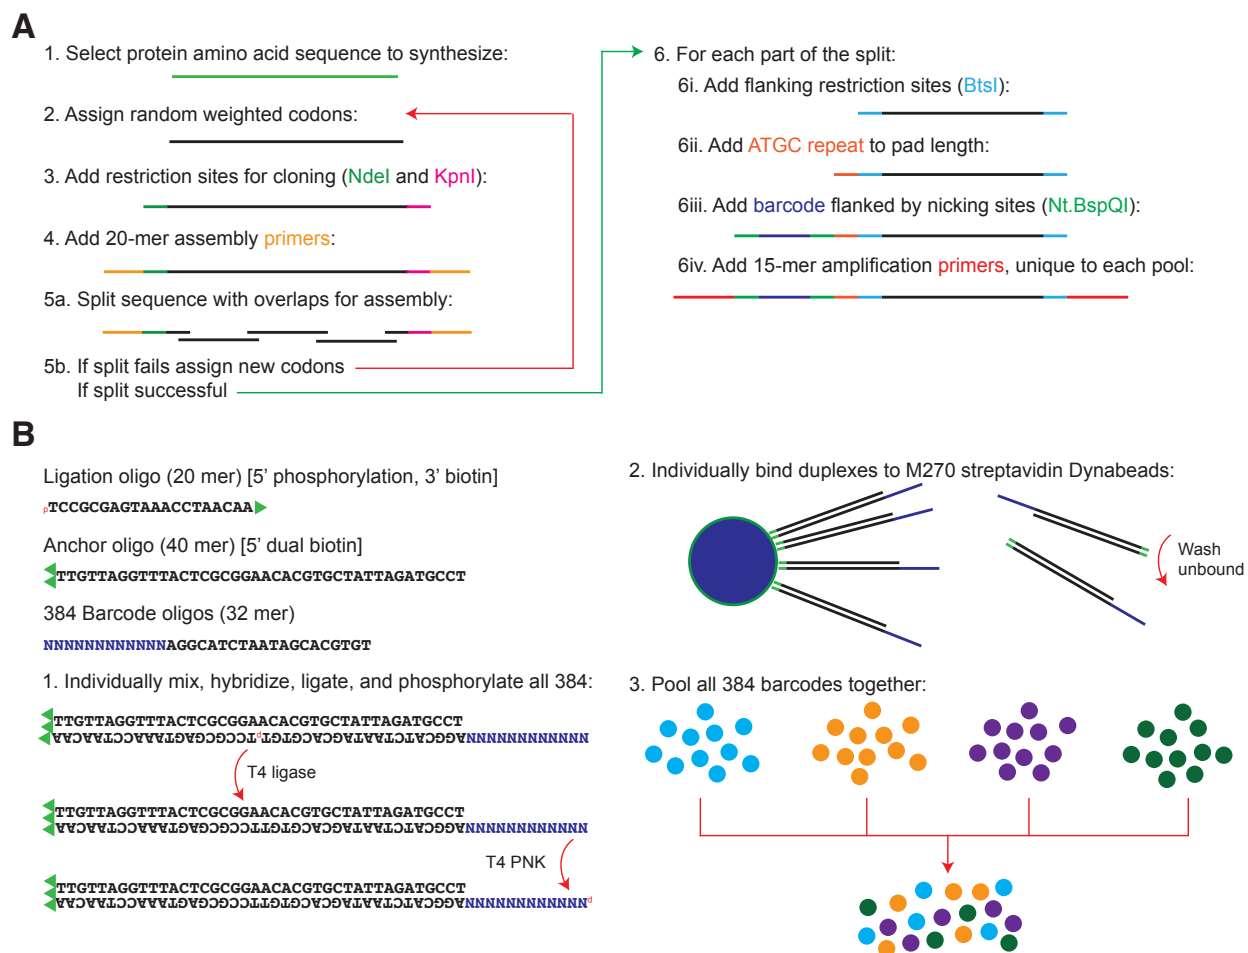 A
1. Select protein amino acid sequence to synthesize:
2. Assign random weighted codons:
3. Add restriction sites for cloning (NdeI and KpnI):
4. Add 20-mer assembly primers:
5a. Split sequence with overlaps for assembly:
5b. If split fails assign new codons
If split successful
6. For each part of the split:
6i. Add flanking restriction sites (BtsI):
6ii. Add ATGC repeat to pad length:
6iii. Add barcode flanked by nicking sites (Nt.BspQI):
6iv. Add 15-mer amplification primers, unique to each pool:
B
Ligation oligo (20 mer) [5' phosphorylation, 3' biotin]
pTCCGCGAGTAAACCTAACAA
Anchor oligo (40 mer) [5' dual biotin]
TTGTTAGGTTTACTCGCGGAACACGTGCTATTAGATGCCT
384 Barcode oligos (32 mer)
NNNNNNNNNNNNAGGCATCTAATAGCACGTGT
1. Individually mix, hybridize, ligate, and phosphorylate all 384:
TTGTTAGGTTTACTCGCGGAACACGTGCTATTAGATGCCT
NNNNNNNNNNNNAGGCATCTAATAGCACGTGTpTCCGCGAGTAAACCTAACAA
T4 ligase
TTGTTAGGTTTACTCGCGGAACACGTGCTATTAGATGCCT
NNNNNNNNNNNNAGGCATCTAATAGCACGTGTTCCGCGAGTAAACCTAACAA
T4 PNK
TTGTTAGGTTTACTCGCGGAACACGTGCTATTAGATGCCT
pNNNNNNNNNNNNAGGCATCTAATAGCACGTGTTCCGCGAGTAAACCTAACAA
2. Individually bind duplexes to M270 streptavidin Dynabeads:
Wash
unbound
3. Pool all 384 barcodes together: